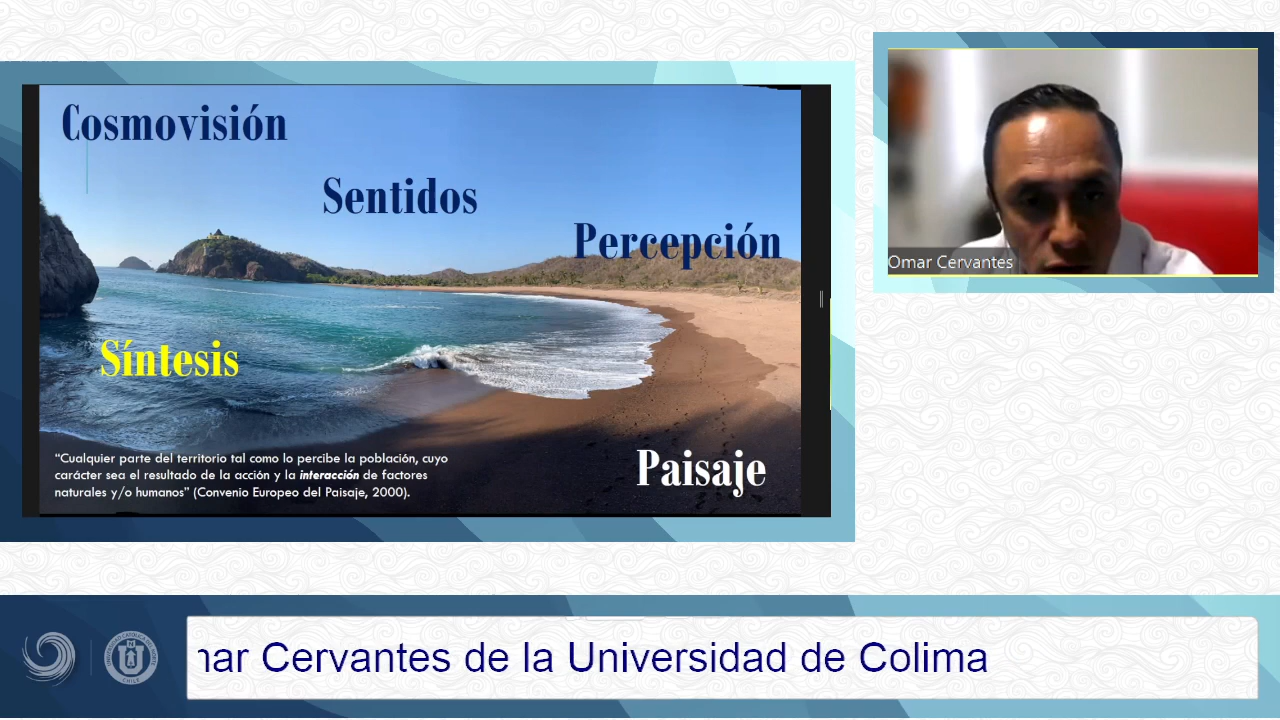 Cosmovisión
Sentidos
Percepción
Síntesis
“Cualquier parte del territorio tal como lo percibe la población, cuyo
carácter sea el resultado de la acción y la interacción de factores
naturales y/o humanos” (Convenio Europeo del Paisaje, 2000).
Paisaje
Omar Cervantes
mar Cervantes de la Universidad de Colima